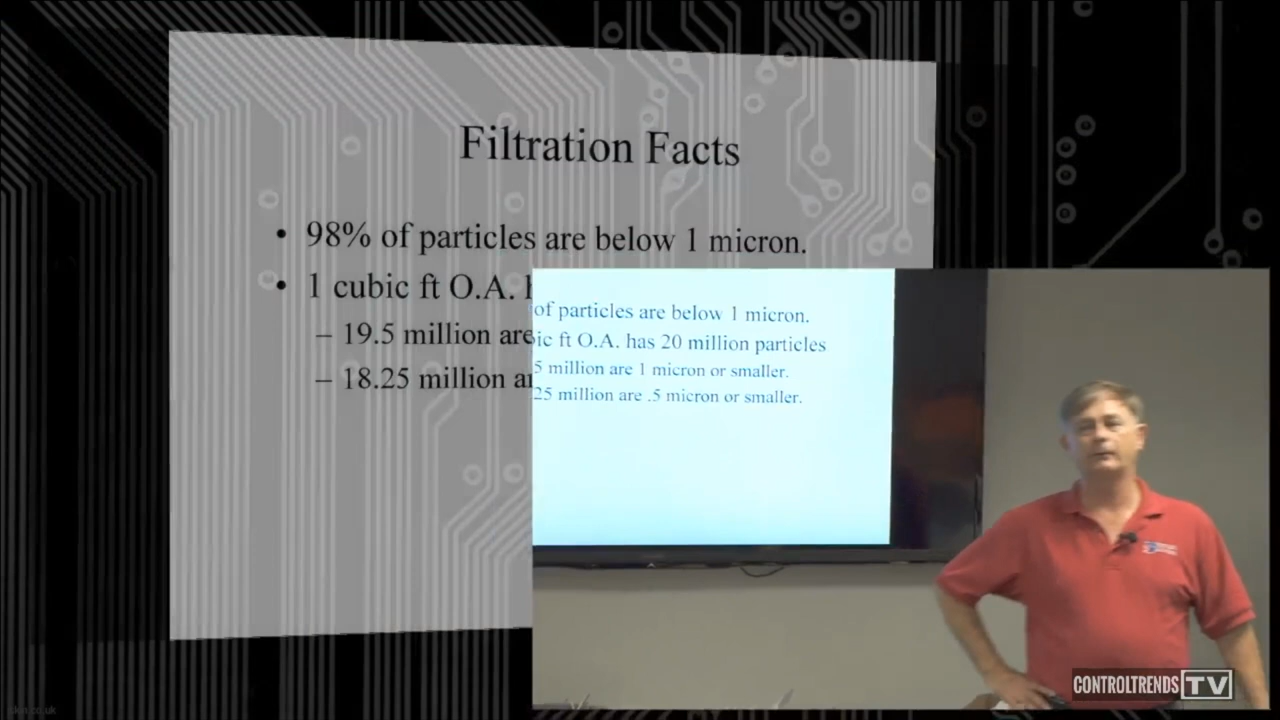 Filtration Facts
• 98% of particles are below 1 micron.
• 1 cubic ft O.A.
– 19.5 million are
– 18.25 million
of particles are below 1 micron.
ic ft O.A. has 20 million particles
5 million are 1 micron or smaller.
25 million are .5 micron or smaller.
CONTROLTRENDS TV